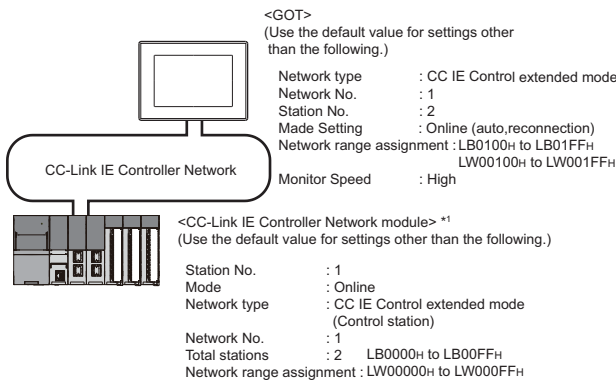 <GOT>
(Use the default value for settings other
than the following.)
Network type : CC IE Control extended mode
Network No. : 1
Station No. : 2
Made Setting : Online (auto,reconnection)
Network range assignment : LB0100H to LB01FFH
LW00100H to LW001FFH
Monitor Speed : High
CC-Link IE Controller Network
<CC-Link IE Controller Network module> *1
(Use the default value for settings other than the following.)
Station No. : 1
Mode : Online
Network type : CC IE Control extended mode
(Control station)
Network No. : 1
Total stations : 2 LB0000H to LB00FFH
Network range assignment : LW00000H to LW000FFH